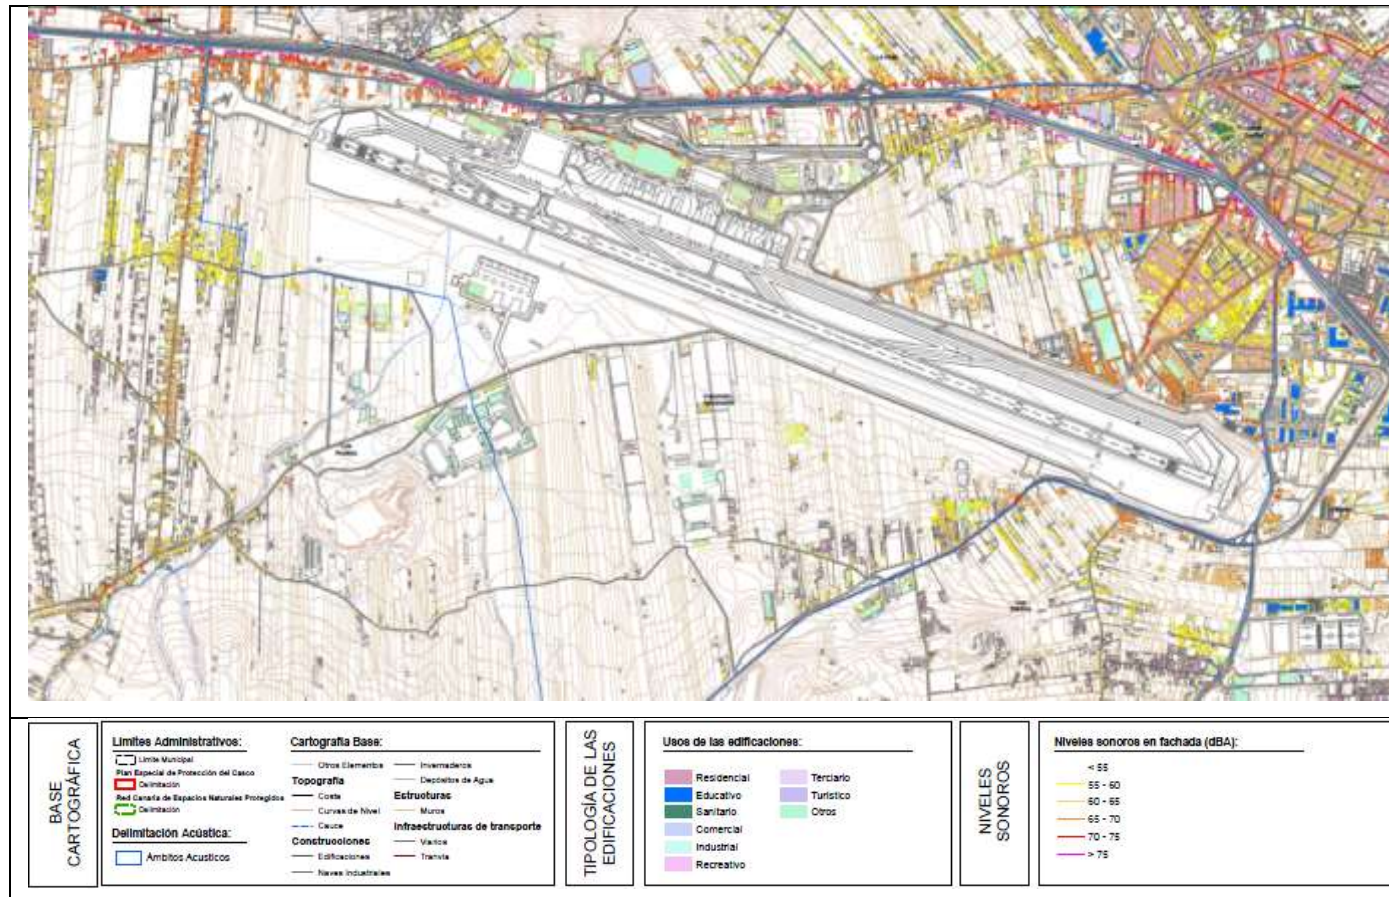 BASE
CARTOGRÁFICA
Límites Administrativos:
Límite Municipal
Plan Especial de Protección del Casco
Delimitación
Red Canaria de Espacios Naturales Protegidos
Delimitación
Delimitación Acústica:
Ámbitos Acusticos
Cartografía Base:
Otros Elementos
Topografía
Costa
Curvas de Nivel
Cauce
Construcciones
Edificaciones
Naves Industriales
Invernaderos
Depósitos de Agua
Estructuras
Muros
Infraestructuras de transporte
Viarios
Tranvia
TIPOLOGÍA DE LAS
EDIFICACIONES
Usos de las edificaciones:
Residencial
Educativo
Sanitario
Comercial
Industrial
Recreativo
Terciario
Turístico
Otros
NIVELES
SONOROS
Niveles sonoros en fachada (dBA):
< 55
55 - 60
60 - 65
65 - 70
70 - 75
> 75